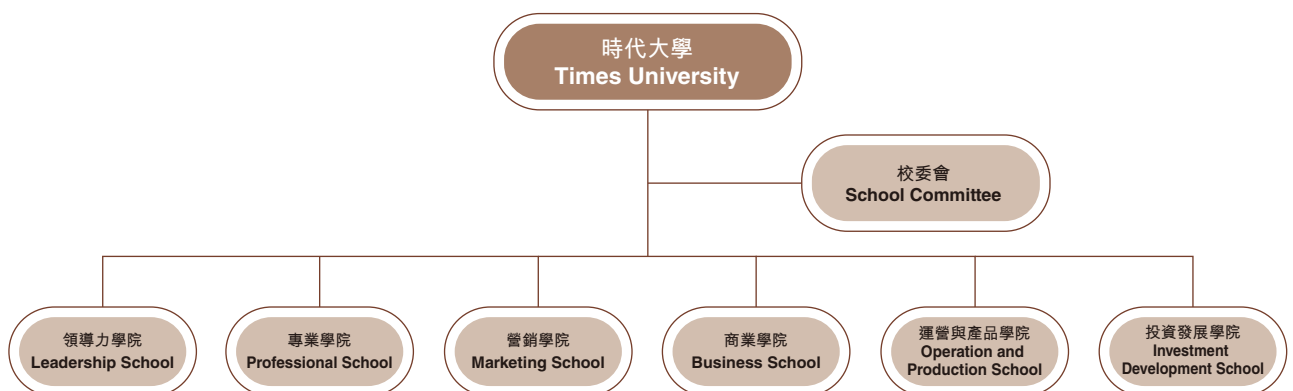 時代大學
Times University
校委會
School Committee
領導力學院
Leadership School
專業學院
Professional School
營銷學院
Marketing School
商業學院
Business School
運營與產品學院
Operation and
Production School
投資發展學院
Investment
Development School